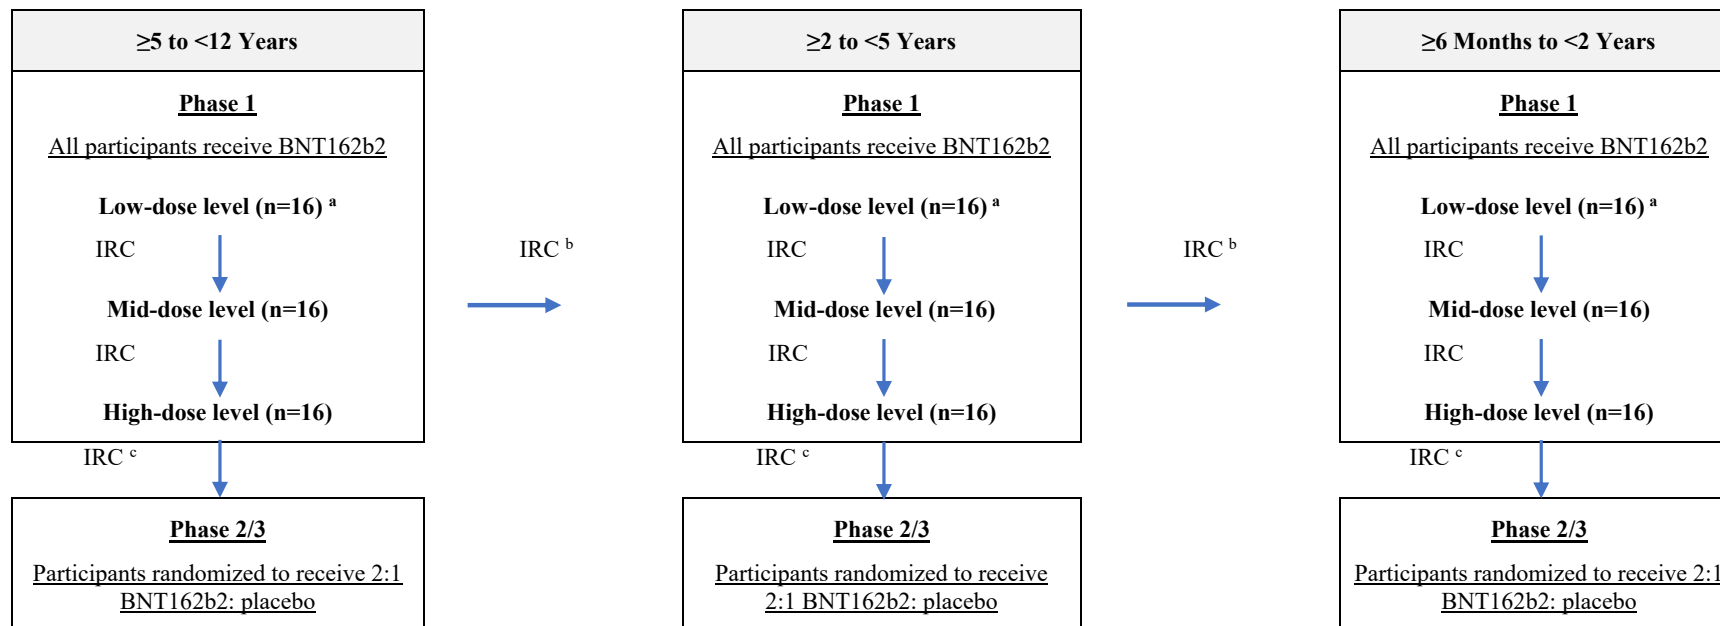 ≥5 to <12 Years
Phase 1
All participants receive BNT162b2
Low-dose level (n=16) a
IRC
Mid-dose level (n=16)
IRC
High-dose level (n=16)
IRC c
Phase 2/3
Participants randomized to receive 2:1
BNT162b2: placebo
IRC b
≥2 to <5 Years
Phase 1
All participants receive BNT162b2
Low-dose level (n=16) a
IRC
Mid-dose level (n=16)
IRC
High-dose level (n=16)
IRC c
Phase 2/3
Participants randomized to receive
2:1 BNT162b2: placebo
IRC b
≥6 Months to <2 Years
Phase 1
All participants receive BNT162b2
Low-dose level (n=16) a
IRC
Mid-dose level (n=16)
IRC
High-dose level (n=16)
IRC c
Phase 2/3
Participants randomized to receive 2:1
BNT162b2: placebo